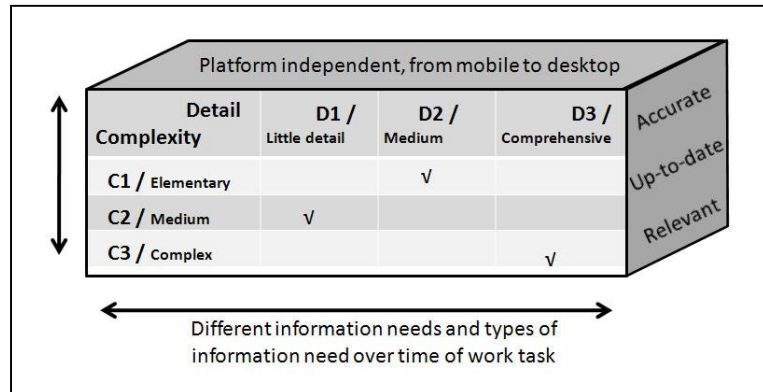 Platform independent, from mobile to desktop
Detail
Complexity
D1 /
Little detail
D2 /
Medium
D3 /
Comprehensive
C1 / Elementary
√
C2 / Medium
√
C3 / Complex
√
Accurate
Up-to-date
Relevant
Different information needs and types of
information need over time of work task